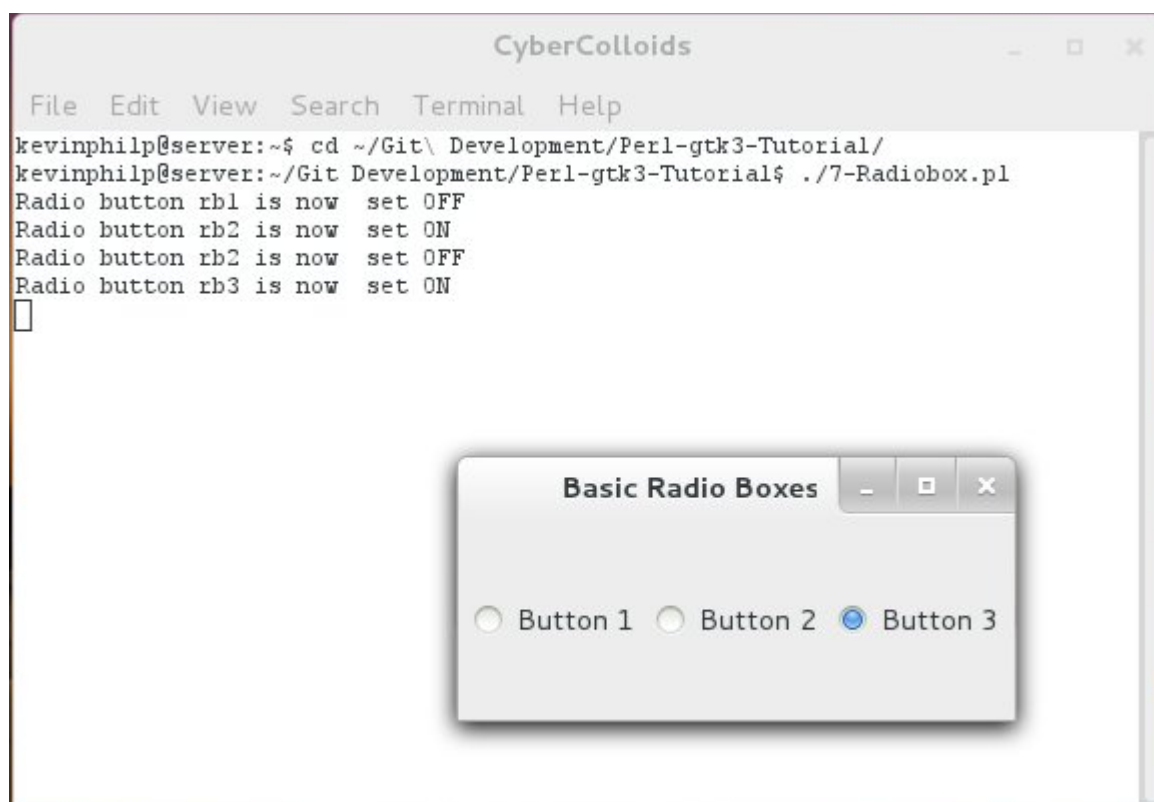 CyberColloids
File Edit View Search Terminal Help
kevinphilp@server:~$ cd ~/Git\ Development/Perl-gtk3-Tutorial/
kevinphilp@server:~/Git Development/Perl-gtk3-Tutorial$ ./7-Radiobox.pl
Radio button rb1 is now  set OFF
Radio button rb2 is now  set ON
Radio button rb2 is now  set OFF
Radio button rb3 is now  set ON
Basic Radio Boxes
Button 1 Button 2 Button 3